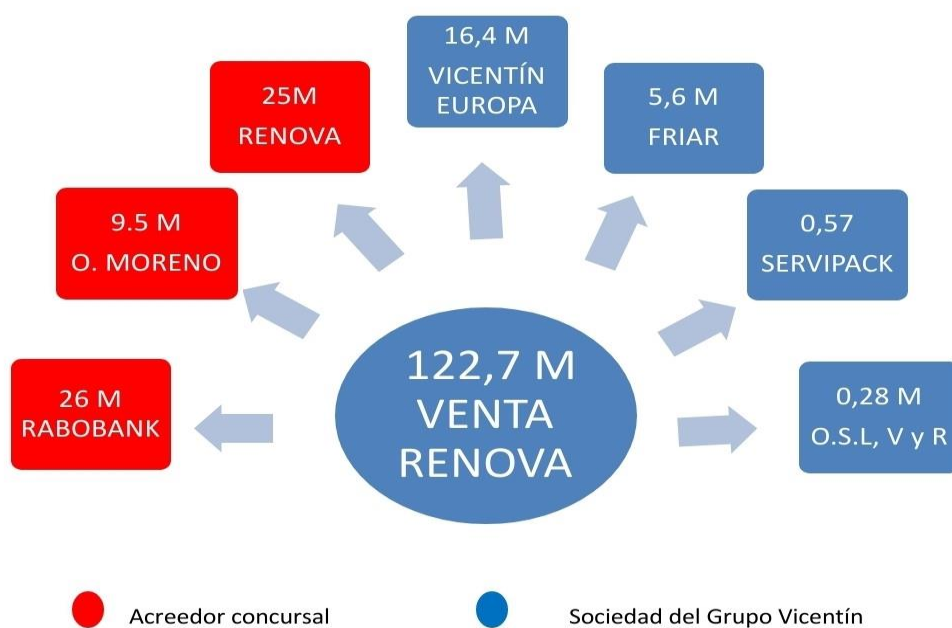 16,4 M
VICENTÍN
EUROPA
25M
RENOVA
5,6 M
FRIAR
9.5 M
O. MORENO
0,57
SERVIPACK
122,7 M
VENTA
RENOVA
26 M
RABOBANK
0,28 M
O.S.L, V y R
Acreedor concursal
Sociedad del Grupo Vicentín